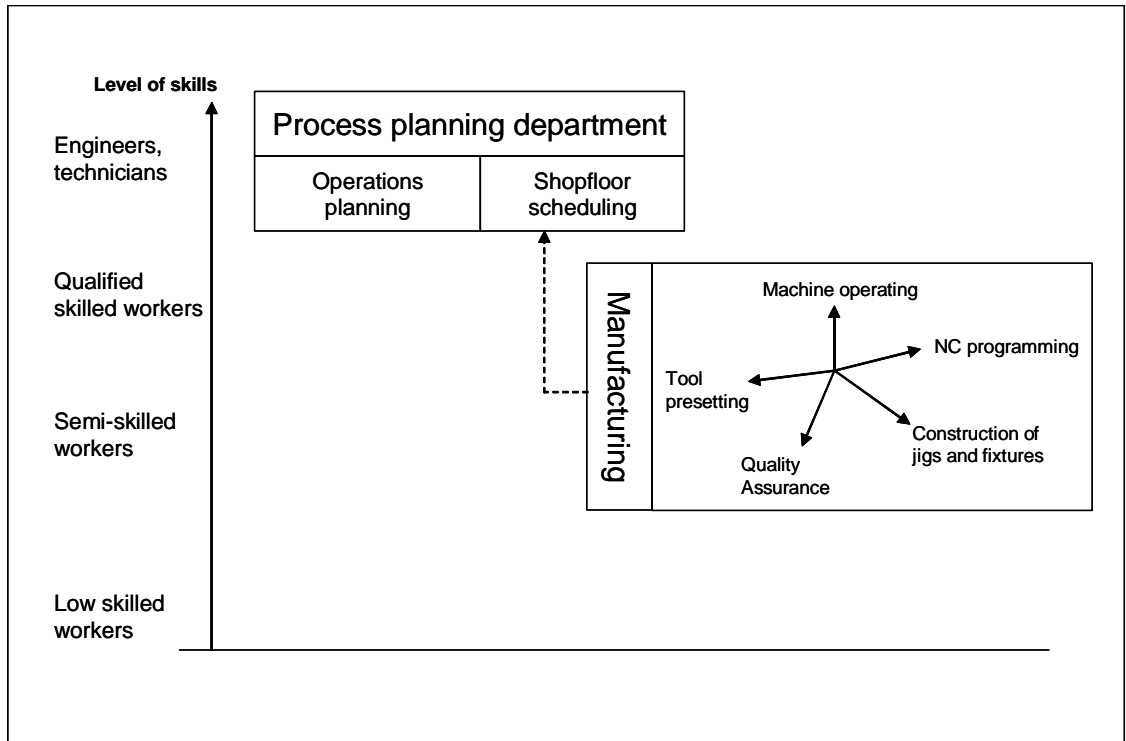 Level of skills
Engineers,
technicians
Process planning department
Operations
planning
Shopfloor
scheduling
Qualified
skilled workers
Manufacturing
Machine operating
NC programming
Tool
presetting
Construction of
jigs and fixtures
Quality
Assurance
Semi-skilled
workers
Low skilled
workers